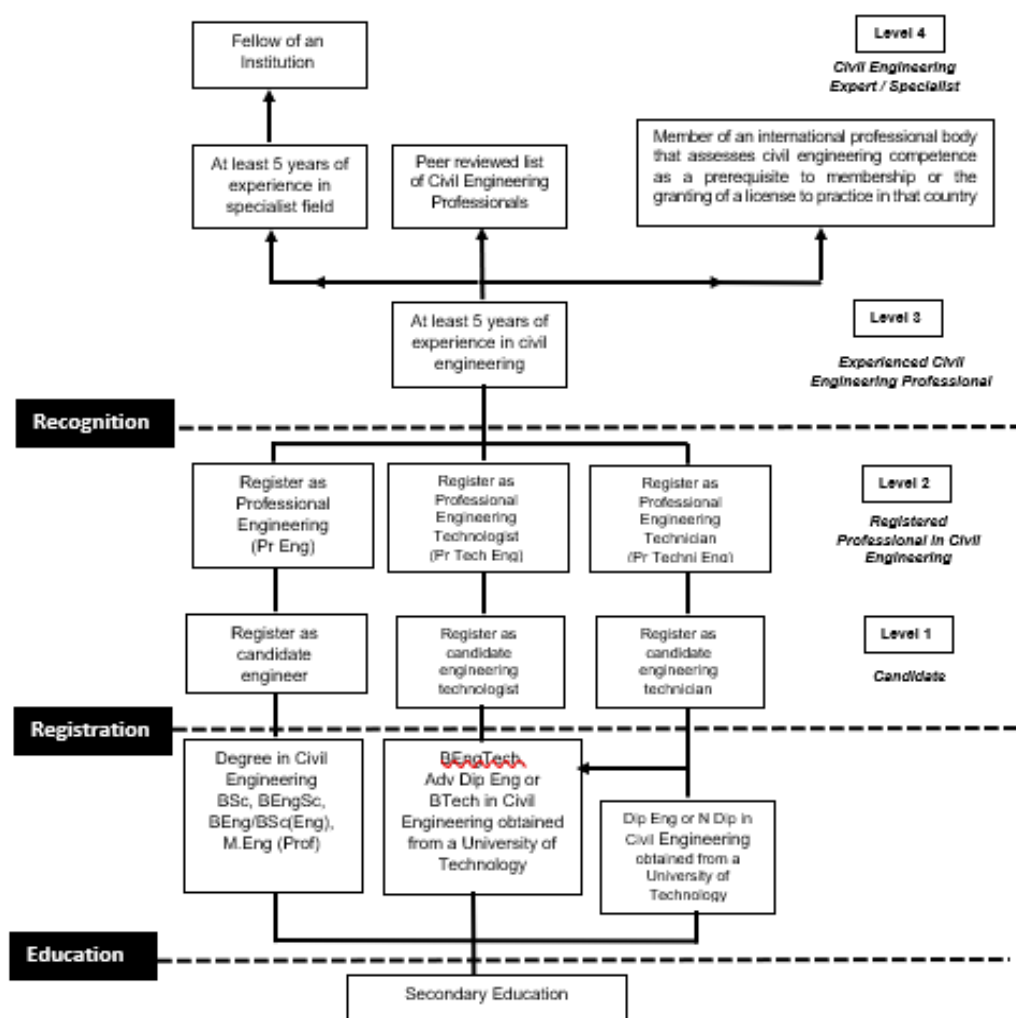 Fellow of an
Institution
Level 4
Civil Engineering
Expert / Specialist
At least 5 years of
experience in
specialist field
Peer reviewed list
of Civil Engineering
Professionals
Member of an international professional body
that assesses civil engineering competence
as a prerequisite to membership or the
granting of a license to practice in that country
At least 5 years of
experience in civil
engineering
Level 3
Experienced Civil
Engineering Professional
Recognition
Register as
Professional
Engineering
(Pr Eng)
Register as
Professional
Engineering
Technologist
(Pr Tech Eng)
Register as
Professional
Engineering
Technician
(Pr Techni Eng)
Level 2
Registered
Professional in Civil
Engineering
Register as
candidate
engineer
Register as
candidate
engineering
technologist
Register as
candidate
engineering
technician
Level 1
Candidate
Registration
Degree in Civil
Engineering
BSc, BEngSc,
BEng/BSc(Eng),
M.Eng (Prof)
BEngTech
Adv Dip Eng or
BTech in Civil
Engineering obtained
from a University of
Technology
Dip Eng or N Dip in
Civil Engineering
obtained from a
University of
Technology
Education
Secondary Education